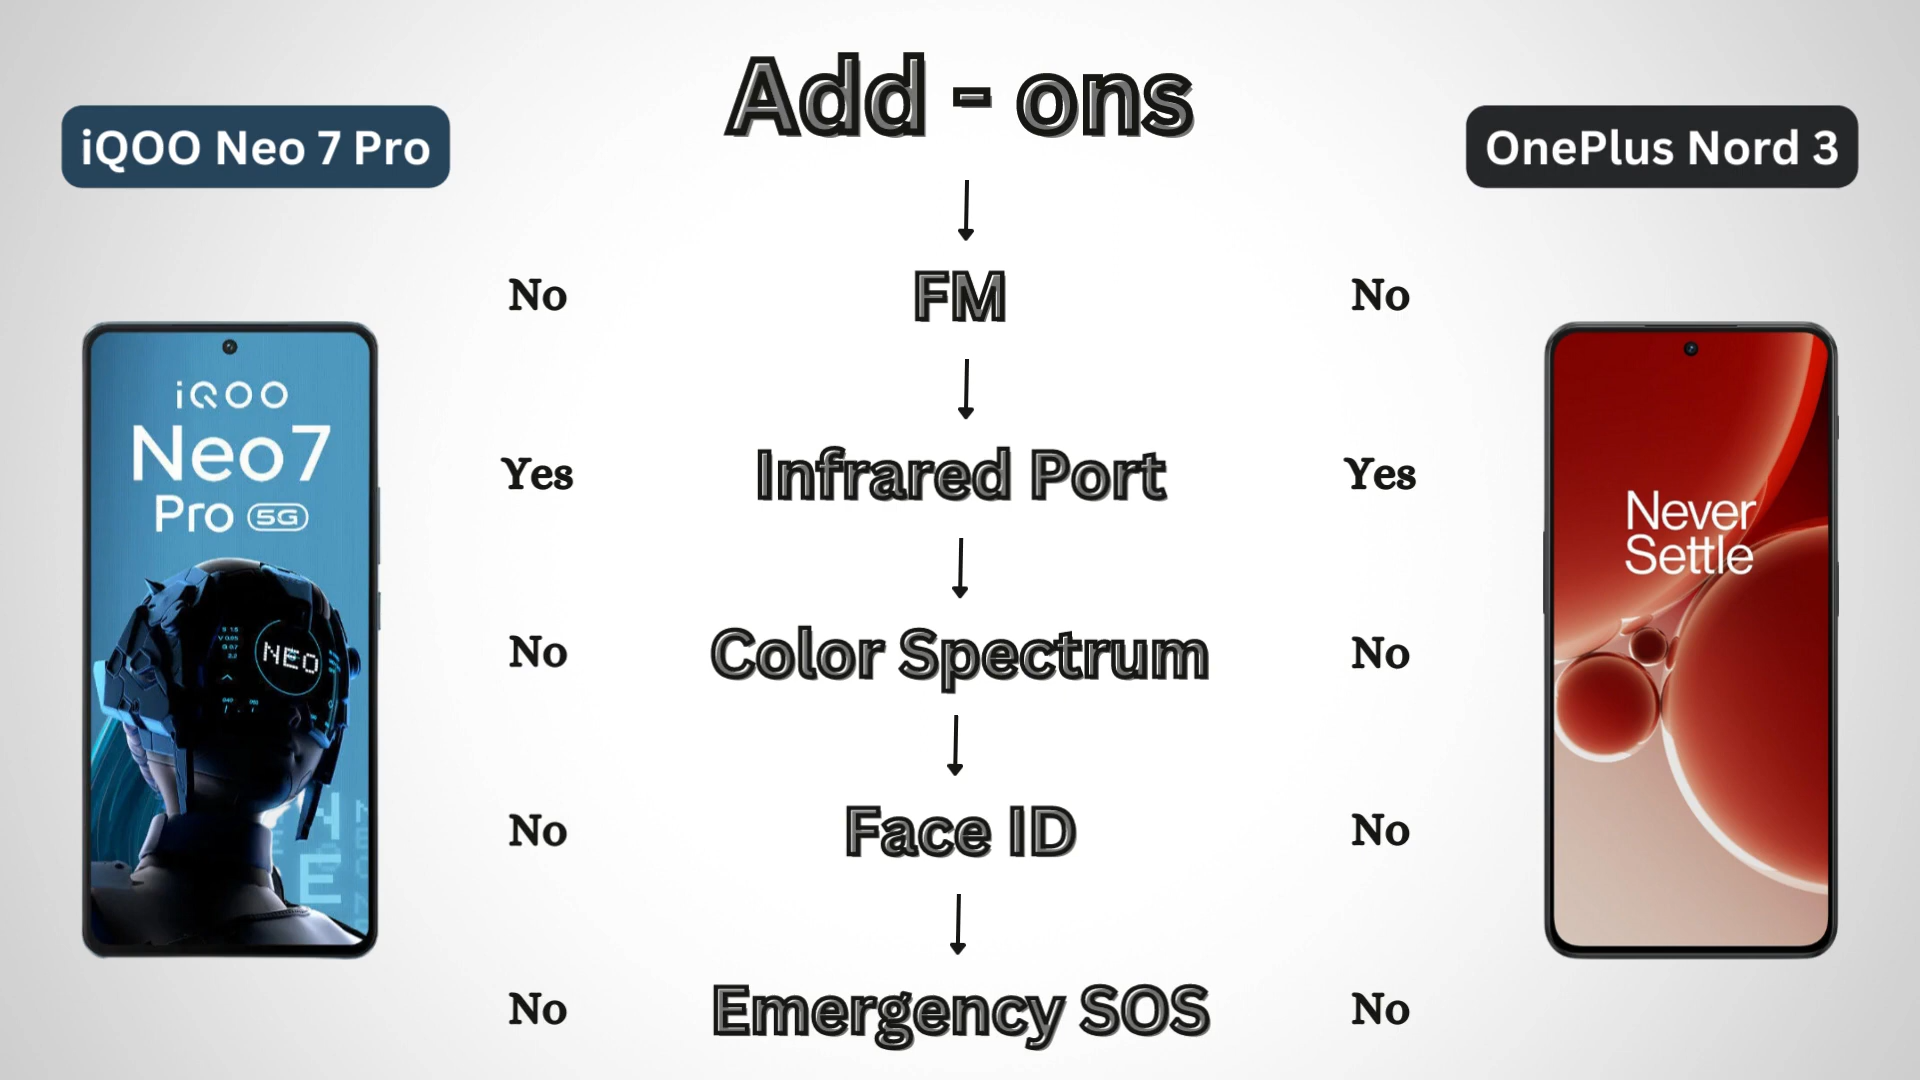 Add - ons
iQOO Neo 7 Pro
OnePlus Nord 3
No
FM
No
Yes
Infrared Port
Yes
No
Color Spectrum
No
No
Face ID
No
No
Emergency SOS
No
iQOO
Neo7
Pro 5G
NEO
Never
Settle